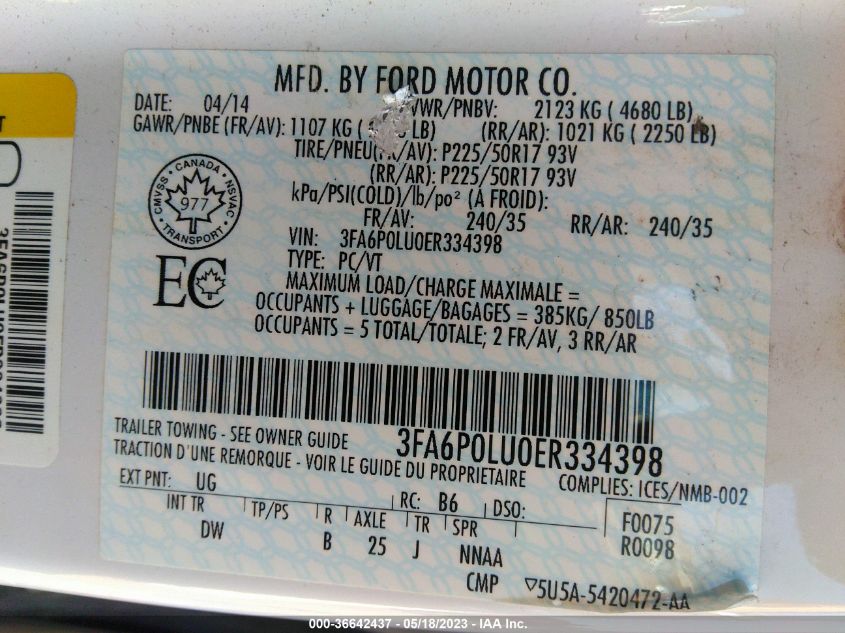 MFD. BY FORD MOTOR CO.
DATE: 04/14
VWR/PNBV: 2123 KG ( 4680 LB)
GAWR/PNBE (FR/AV): 1107 KG ( LB) (RR/AR): 1021 KG ( 2250 LB)
TIRE/PNEU( /AV): P225/50R17 93V
(RR/AR): P225/50R17 93V
kPa/PSI(COLD)/lb/po² (À FROID):
FR/AV: 240/35 RR/AR: 240/35
CANADA
CMVSS NSVAC
977
TRANSPORT
VIN: 3FA6P0LU0ER334398
TYPE: PC/VT
EC
MAXIMUM LOAD/CHARGE MAXIMALE =
OCCUPANTS + LUGGAGE/BAGAGES = 385KG/ 850LB
OCCUPANTS = 5 TOTAL/TOTALE; 2 FR/AV, 3 RR/AR
TRAILER TOWING - SEE OWNER GUIDE 3FA6P0LU0ER334398
TRACTION D'UNE REMORQUE - VOIR LE GUIDE DU PROPRIETAIRE
COMPLIES: ICES/NMB-002
EXT PNT: UG RC: B6 DSO: F0075
INT TR TP/PS R AXLE TR SPR R0098
DW B 25 J NNAA
CMP ▽5U5A-5420472-AA
000-36642437 - 05/18/2023 - IAA Inc.